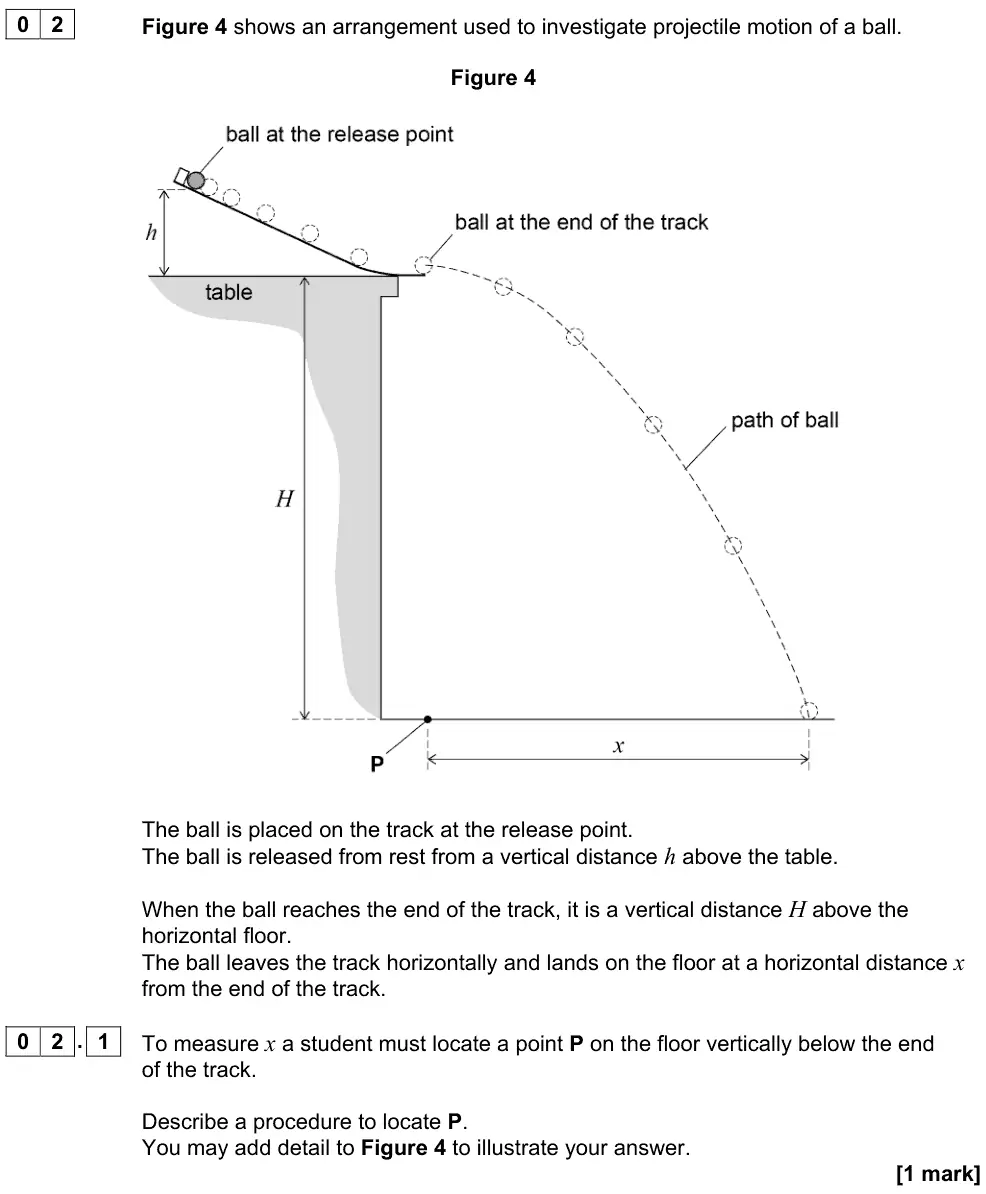 0 2 Figure 4 shows an arrangement used to investigate projectile motion of a ball.
Figure 4
ball at the release point
h
ball at the end of the track
table
path of ball
H
x
P
The ball is placed on the track at the release point.
The ball is released from rest from a vertical distance h above the table.
When the ball reaches the end of the track, it is a vertical distance H above the
horizontal floor.
The ball leaves the track horizontally and lands on the floor at a horizontal distance x
from the end of the track.
0 2 . 1 To measure x a student must locate a point P on the floor vertically below the end
of the track.
Describe a procedure to locate P.
You may add detail to Figure 4 to illustrate your answer.
[1 mark]